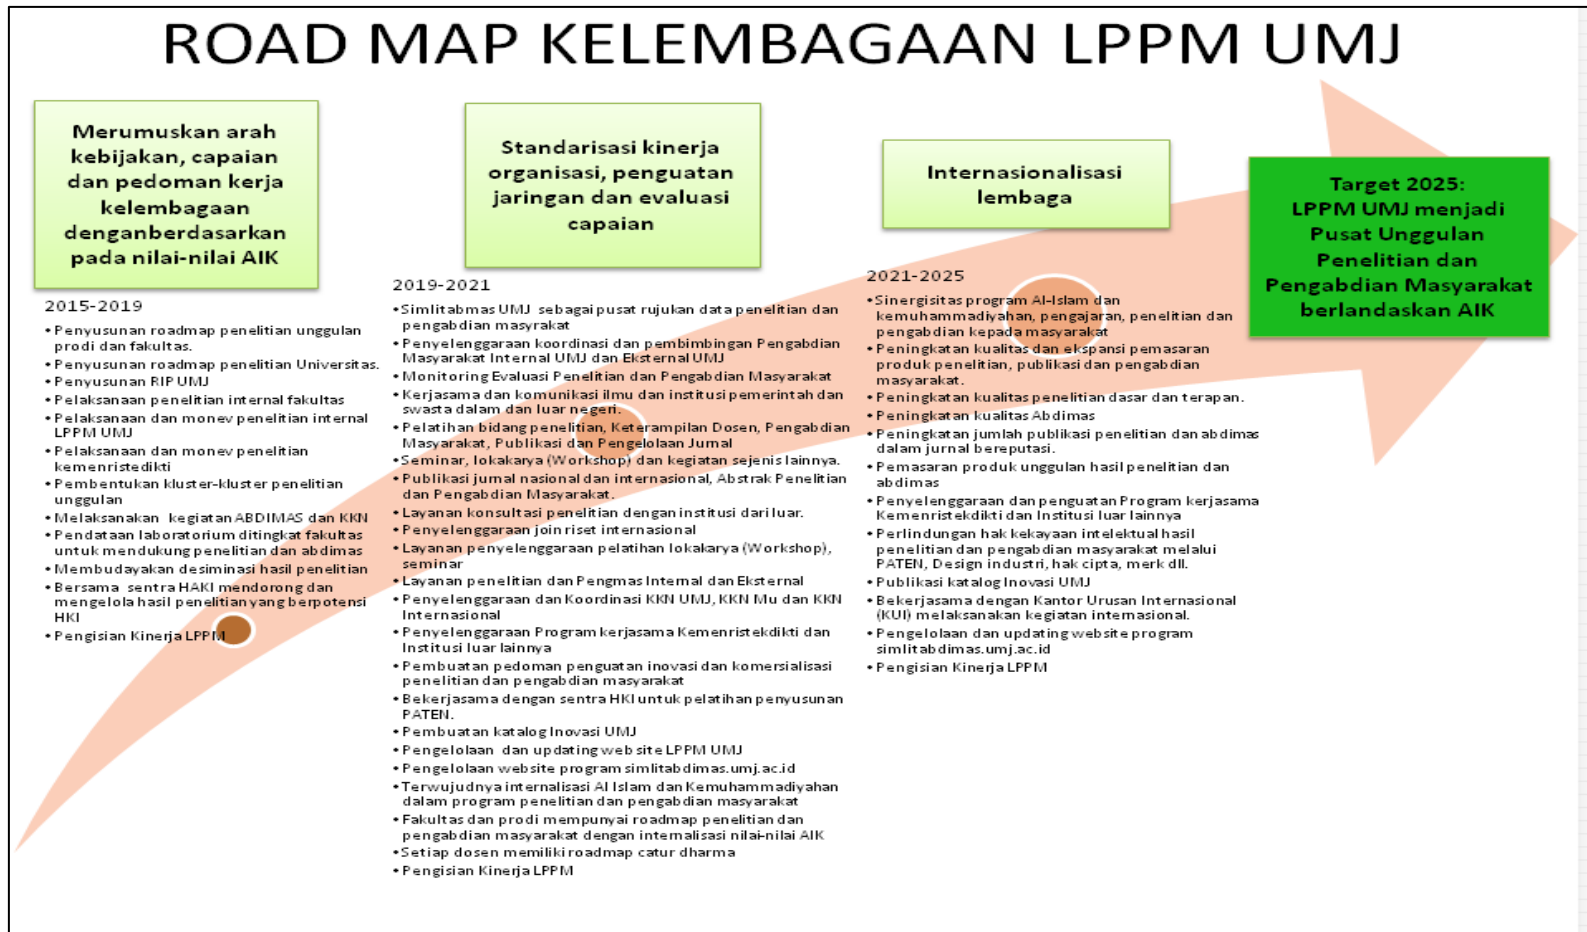 ROAD MAP KELEMBAGAAN LPPM UMJ
Merumuskan arah
kebijakan, capaian
dan pedoman kerja
kelembagaan
denganberdasarkan
pada nilai-nilai AIK
2015-2019
•Penyusunan roadmap penelitian unggulan
prodi dan fakultas.
•Penyusunan roadmap penelitian Universitas.
•Penyusunan RIP UMJ
•Pelaksanaan penelitian internal fakultas
•Pelaksanaan dan monev penelitian internal
LPPM UMJ
•Pelaksanaan dan monev penelitian
kemenristedikti
•Pembentukan kluster-kluster penelitian
unggulan
•Melaksanakan kegiatan ABDIMAS dan KKN
•Pendataan laboratorium ditingkat fakultas
untuk mendukung penelitian dan abdimas
•Membudayakan desiminasi hasil penelitian
•Bersama sentra HAKI mendorong dan
mengelola hasil penelitian yang berpotensi
HKI
•Pengisian Kinerja LPPM
Standarisasi kinerja
organisasi, penguatan
jaringan dan evaluasi
capaian
2019-2021
•Simlitabmas UMJ sebagai pusat rujukan data penelitian dan
pengabdian masyrakat
•Penyelenggaraan koordinasi dan pembimbingan Pengabdian
Masyarakat Internal UMJ dan Eksternal UMJ
•Monitoring Evaluasi Penelitian dan Pengabdian Masyarakat
•Kerjasama dan komunikasi ilmu dan institusi pemerintah dan
swasta dalam dan luar negeri.
•Pelatihan bidang penelitian, Keterampilan Dosen, Pengabdian
Masyarakat, Publikasi dan Pengelolaan Jurnal
•Seminar, lokakarya (Workshop) dan kegiatan sejenis lainnya.
•Publikasi jurnal nasional dan internasional, Abstrak Penelitian
dan Pengabdian Masyarakat.
•Layanan konsultasi penelitian dengan institusi dari luar.
•Penyelenggaraan join riset internasional
•Layanan penyelenggaraan pelatihan lokakarya (Workshop),
seminar
•Layanan penelitian dan Pengmas Internal dan Eksternal
•Penyelenggaraan dan Koordinasi KKN UMJ, KKN Mu dan KKN
Internasional
•Penyelenggaraan Program kerjasama Kemenristekdikti dan
Institusi luar lainnya
•Pembuatan pedoman penguatan inovasi dan komersialisasi
penelitian dan pengabdian masyarakat
•Bekerjasama dengan sentra HKI untuk pelatihan penyusunan
PATEN.
•Pembuatan katalog Inovasi UMJ
•Pengelolaan dan updating website LPPM UMJ
•Pengelolaan website program simlitabdimas.umj.ac.id
•Terwujudnya internalisasi Al Islam dan Kemuhammadiyahan
dalam program penelitian dan pengabdian masyarakat
•Fakultas dan prodi mempunyai roadmap penelitian dan
pengabdian masyarakat dengan internalisasi nilai-nilai AIK
•Setiap dosen memiliki roadmap catur dharma
•Pengisian Kinerja LPPM
Internasionalisasi
lembaga
2021-2025
•Sinergisitas program Al-Islam dan
kemuhammadiyahan, pengajaran, penelitian dan
pengabdian kepada masyarakat
•Peningkatan kualitas dan ekspansi pemasaran
produk penelitian, publikasi dan pengabdian
masyarakat.
•Peningkatan kualitas penelitian dasar dan terapan.
•Peningkatan kualitas Abdimas
•Peningkatan jumlah publikasi penelitian dan abdimas
dalam jurnal bereputasi.
•Pemasaran produk unggulan hasil penelitian dan
abdimas
•Penyelenggaraan dan penguatan Program kerjasama
Kemenristekdikti dan Institusi luar lainnya
•Perlindungan hak kekayaan intelektual hasil
penelitian dan pengabdian masyarakat melalui
PATEN, Design industri, hak cipta, merk dll.
•Publikasi katalog Inovasi UMJ
•Bekerjasama dengan Kantor Urusan Internasional
(KUI) melaksanakan kegiatan internasional.
•Pengelolaan dan updating website program
simlitabdimas.umj.ac.id
•Pengisian Kinerja LPPM
Target 2025:
LPPM UMJ menjadi
Pusat Unggulan
Penelitian dan
Pengabdian Masyarakat
berlandaskan AIK